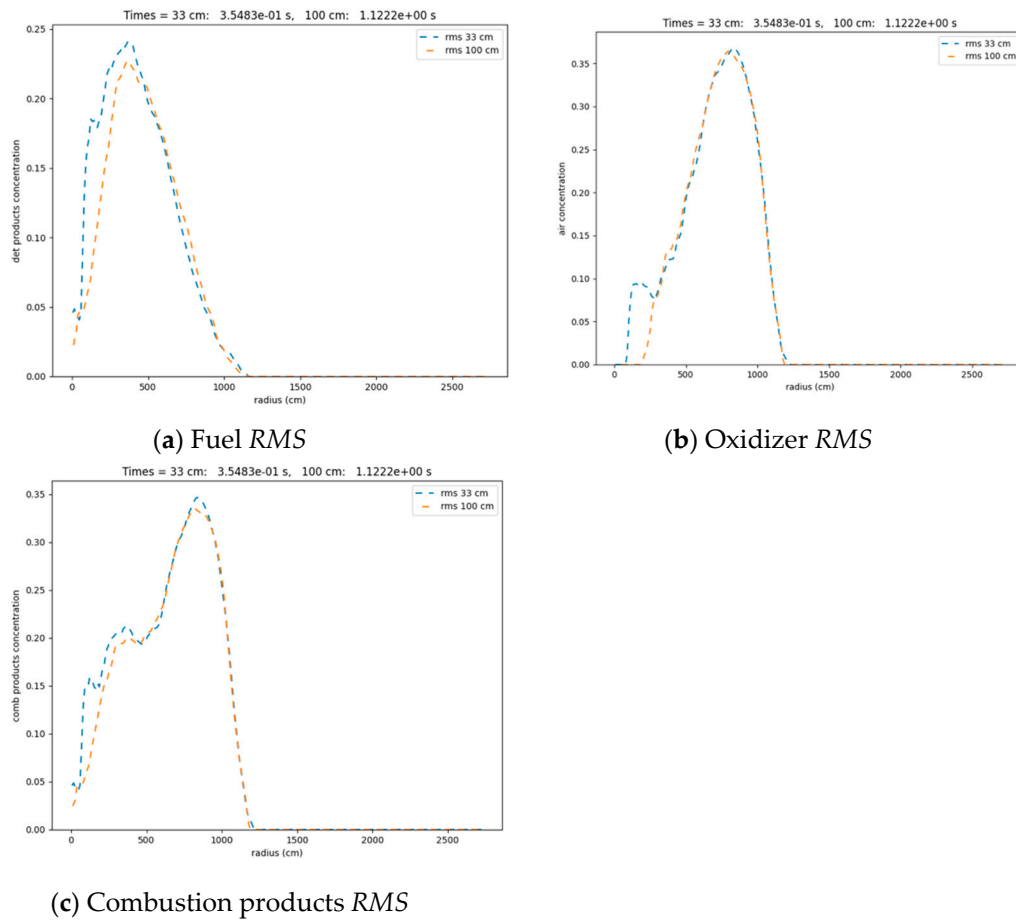 Times = 33 cm: 3.5483e-01 s, 100 cm: 1.1222e+00 s
rms 33 cm
rms 100 cm
0.25
0.20
0.15
0.10
0.05
0.00
det products concentration
0 500 1000 1500 2000 2500
radius (cm)
(a) Fuel RMS
Times = 33 cm: 3.5483e-01 s, 100 cm: 1.1222e+00 s
rms 33 cm
rms 100 cm
0.35
0.30
0.25
0.20
0.15
0.10
0.05
0.00
air concentration
0 500 1000 1500 2000 2500
radius (cm)
(b) Oxidizer RMS
Times = 33 cm: 3.5483e-01 s, 100 cm: 1.1222e+00 s
rms 33 cm
rms 100 cm
0.35
0.30
0.25
0.20
0.15
0.10
0.05
0.00
comb products concentration
0 500 1000 1500 2000 2500
radius (cm)
(c) Combustion products RMS